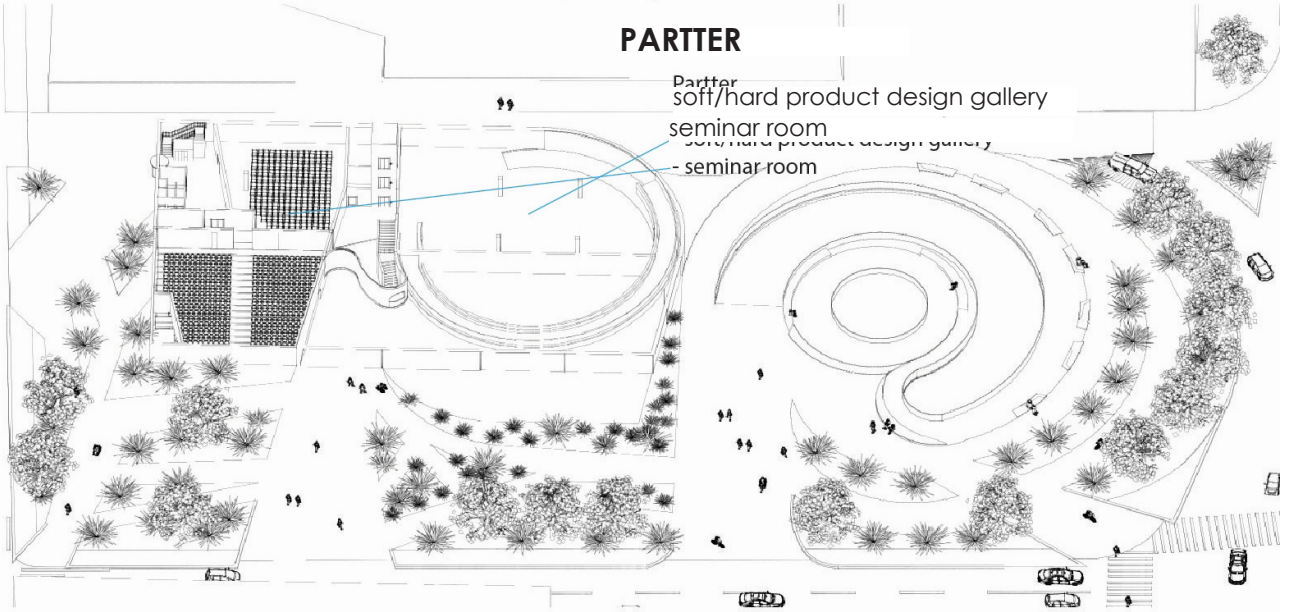 PARTTER
Partter
soft/hard product design gallery
seminar room
- soft/hard product design gallery
- seminar room